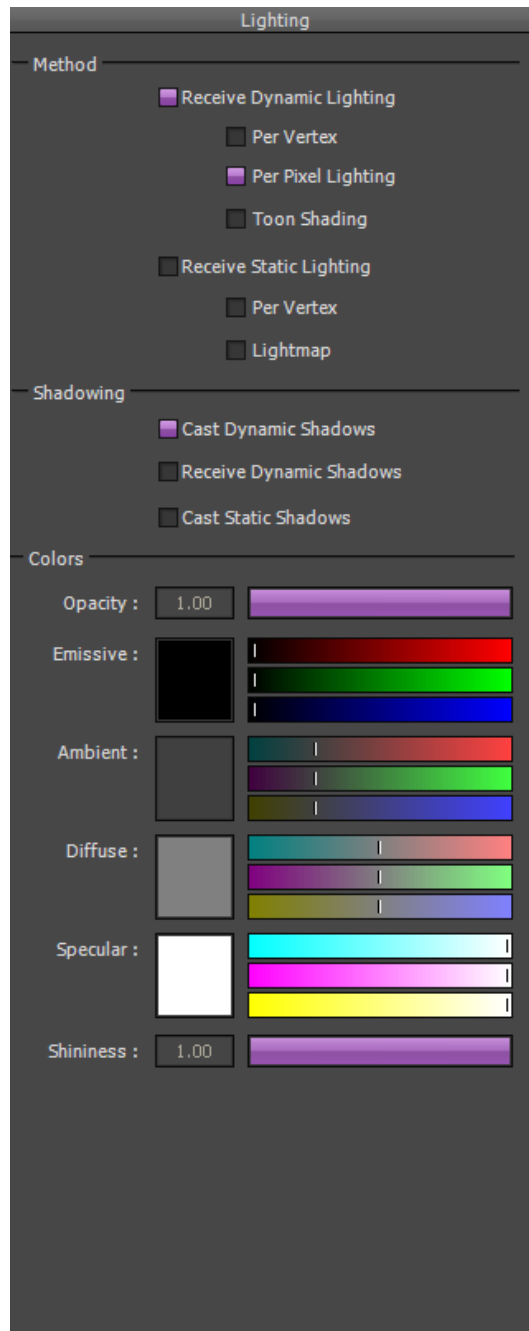 Lighting
Method
Receive Dynamic Lighting
Per Vertex
Per Pixel Lighting
Toon Shading
Receive Static Lighting
Per Vertex
Lightmap
Shadowing
Cast Dynamic Shadows
Receive Dynamic Shadows
Cast Static Shadows
Colors
Opacity : 1.00
Emissive :
Ambient :
Diffuse :
Specular :
Shininess : 1.00